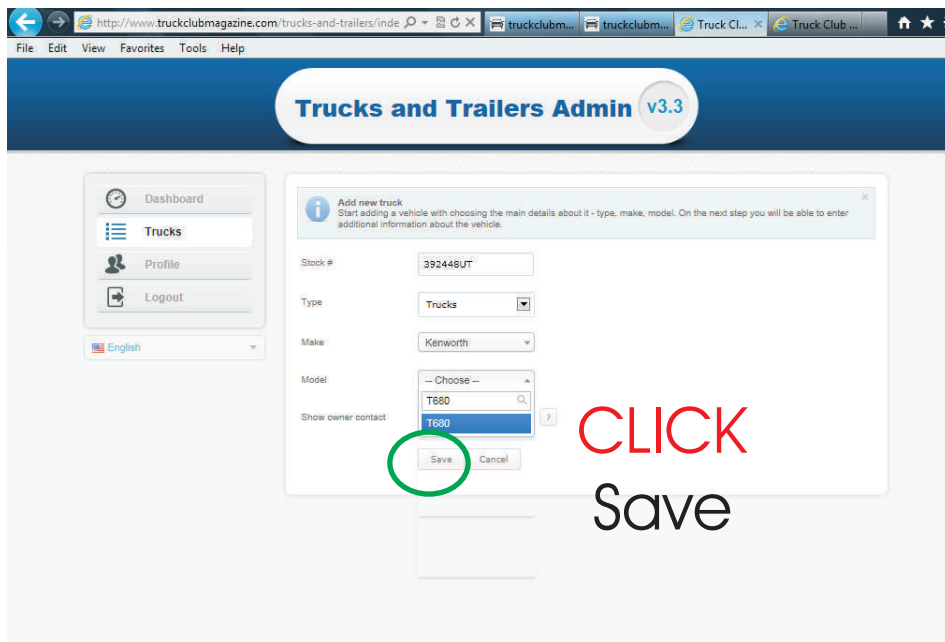 http://www.truckclubmagazine.com/trucks-and-trailers/inde
truckclubm...
truckclubm...
Truck Cl...
Truck Club ...
File Edit View Favorites Tools Help
Trucks and Trailers Admin v3.3
Dashboard
Trucks
Profile
Logout
English
Add new truck
Start adding a vehicle with choosing the main details about it - type, make, model. On the next step you will be able to enter
additional information about the vehicle.
Stock # 392448UT
Type Trucks
Make Kenworth
Model -- Choose --
T680
Show owner contact T680 ?
Save Cancel
CLICK
Save